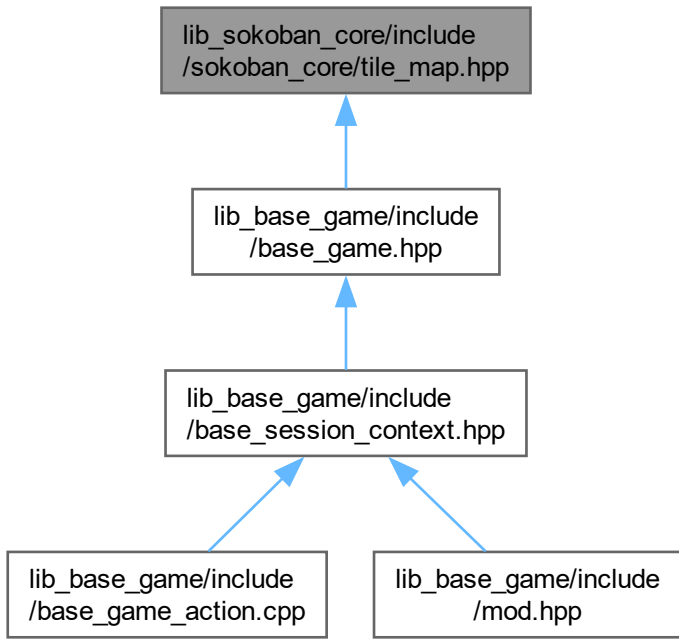 lib_sokoban_core/include
/sokoban_core/tile_map.hpp
lib_base_game/include
/base_game.hpp
lib_base_game/include
/base_session_context.hpp
lib_base_game/include
/base_game_action.cpp
lib_base_game/include
/mod.hpp